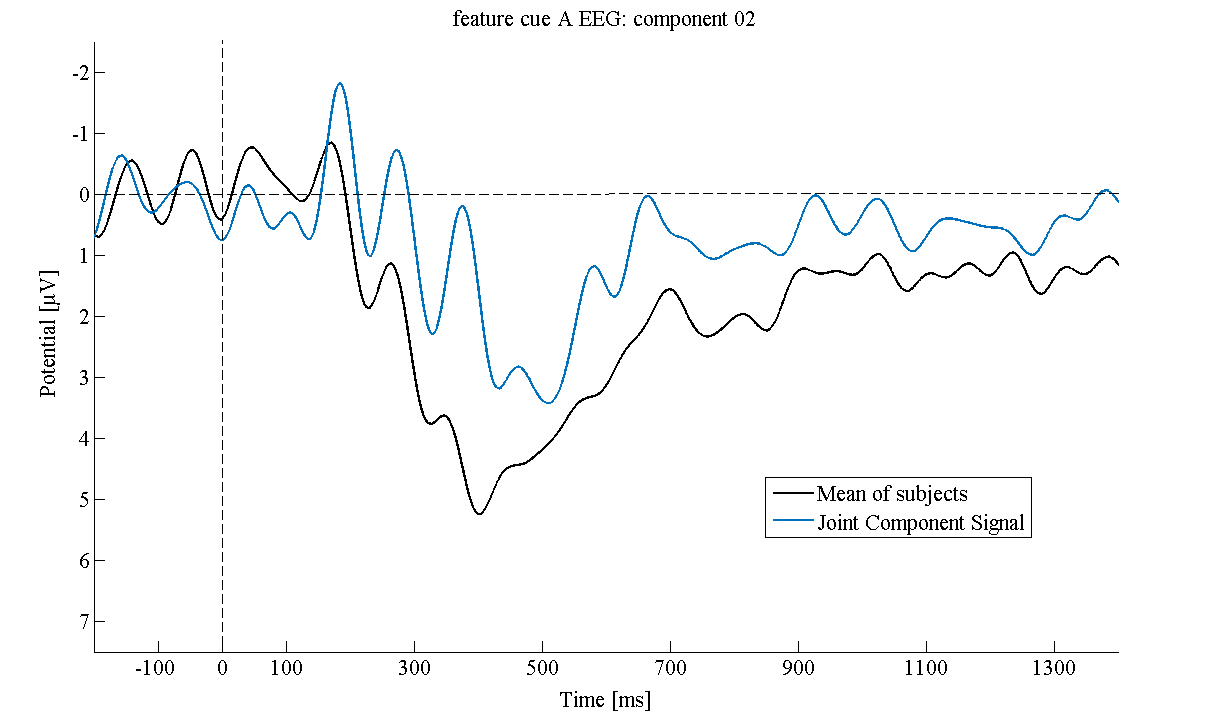 feature cue A EEG: component 02
-2
-1
0
1
2
3
4
5
6
7
Potential [µV]
Mean of subjects
Joint Component Signal
-100 0 100 300 500 700 900 1100 1300
Time [ms]